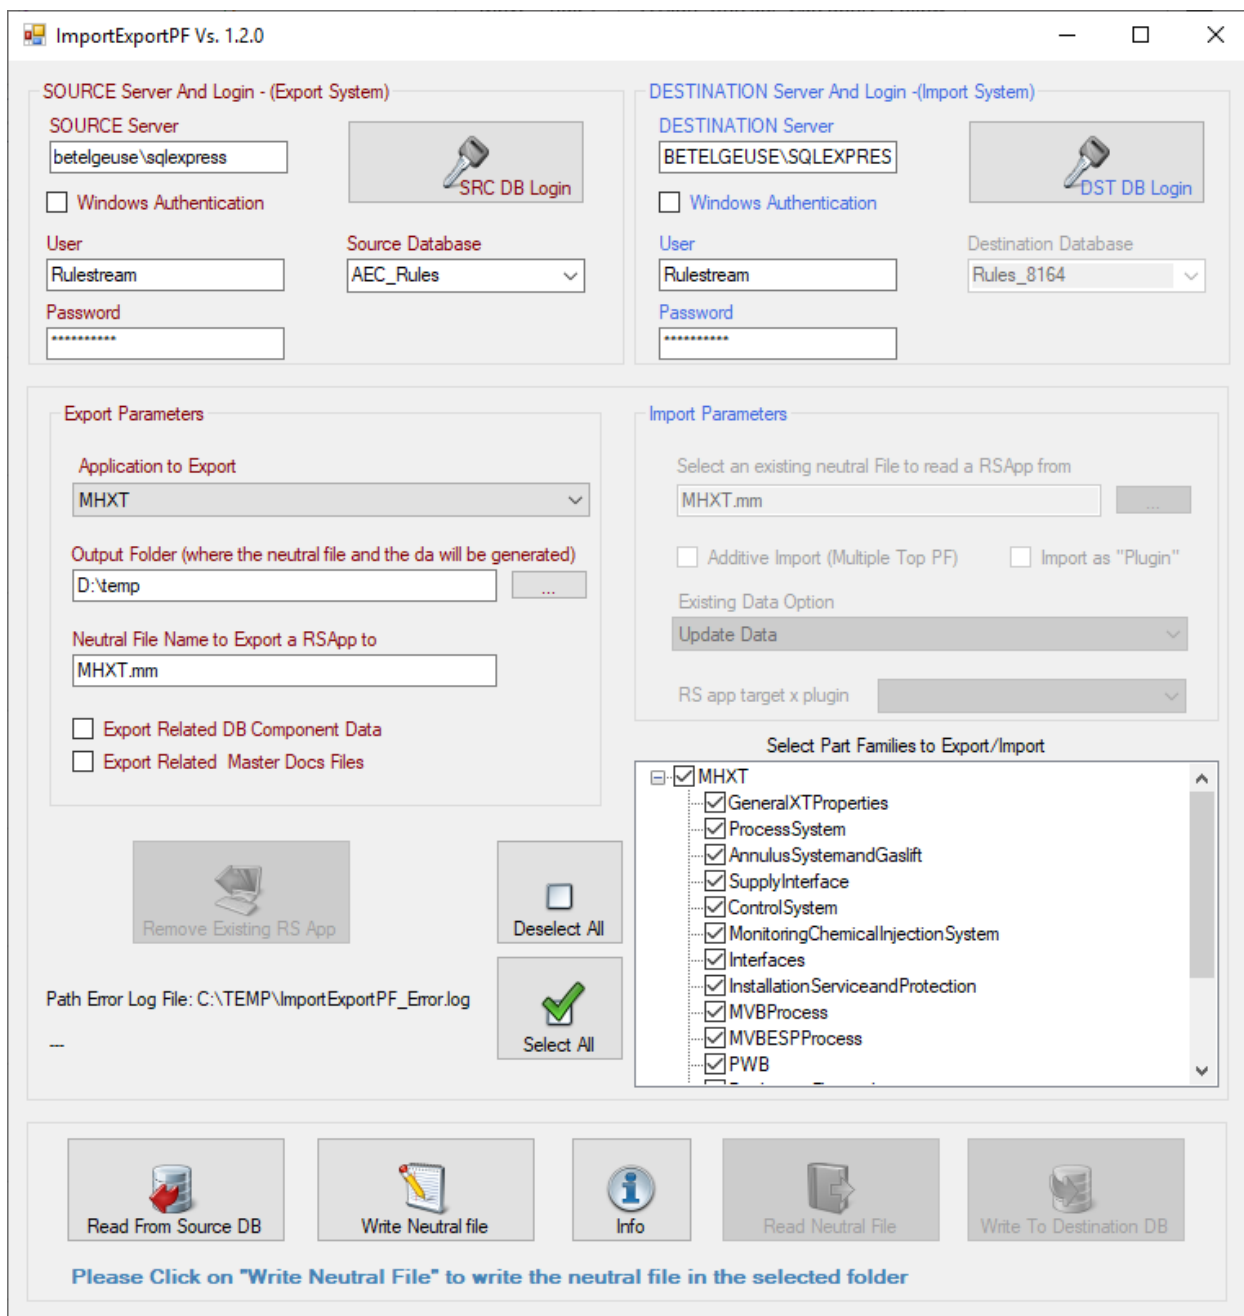 ImportExportPF Vs. 1.2.0
SOURCE Server And Login - (Export System)
SOURCE Server
betelgeuse\sqlexpress
SRC DB Login
Windows Authentication
User
Source Database
Rulestream
AEC_Rules
Password
**********
DESTINATION Server And Login -(Import System)
DESTINATION Server
BETELGEUSE\SQLEXPRES
DST DB Login
Windows Authentication
User
Destination Database
Rulestream
Rules_8164
Password
**********
Export Parameters
Application to Export
MHXT
Output Folder (where the neutral file and the da will be generated)
D:\temp
...
Neutral File Name to Export a RSApp to
MHXT.mm
Export Related DB Component Data
Export Related Master Docs Files
Import Parameters
Select an existing neutral File to read a RSApp from
MHXT.mm
...
Additive Import (Multiple Top PF)
Import as "Plugin"
Existing Data Option
Update Data
RS app target x plugin
Select Part Families to Export/Import
MHXT
GeneralXTProperties
ProcessSystem
AnnulusSystemandGaslift
SupplyInterface
ControlSystem
MonitoringChemicalInjectionSystem
Interfaces
InstallationServiceandProtection
MVBProcess
MVBESPProcess
PWB
Remove Existing RS App
Deselect All
Path Error Log File: C:\TEMP\ImportExportPF_Error.log
---
Select All
Read From Source DB
Write Neutral file
Info
Read Neutral File
Write To Destination DB
Please Click on "Write Neutral File" to write the neutral file in the selected folder